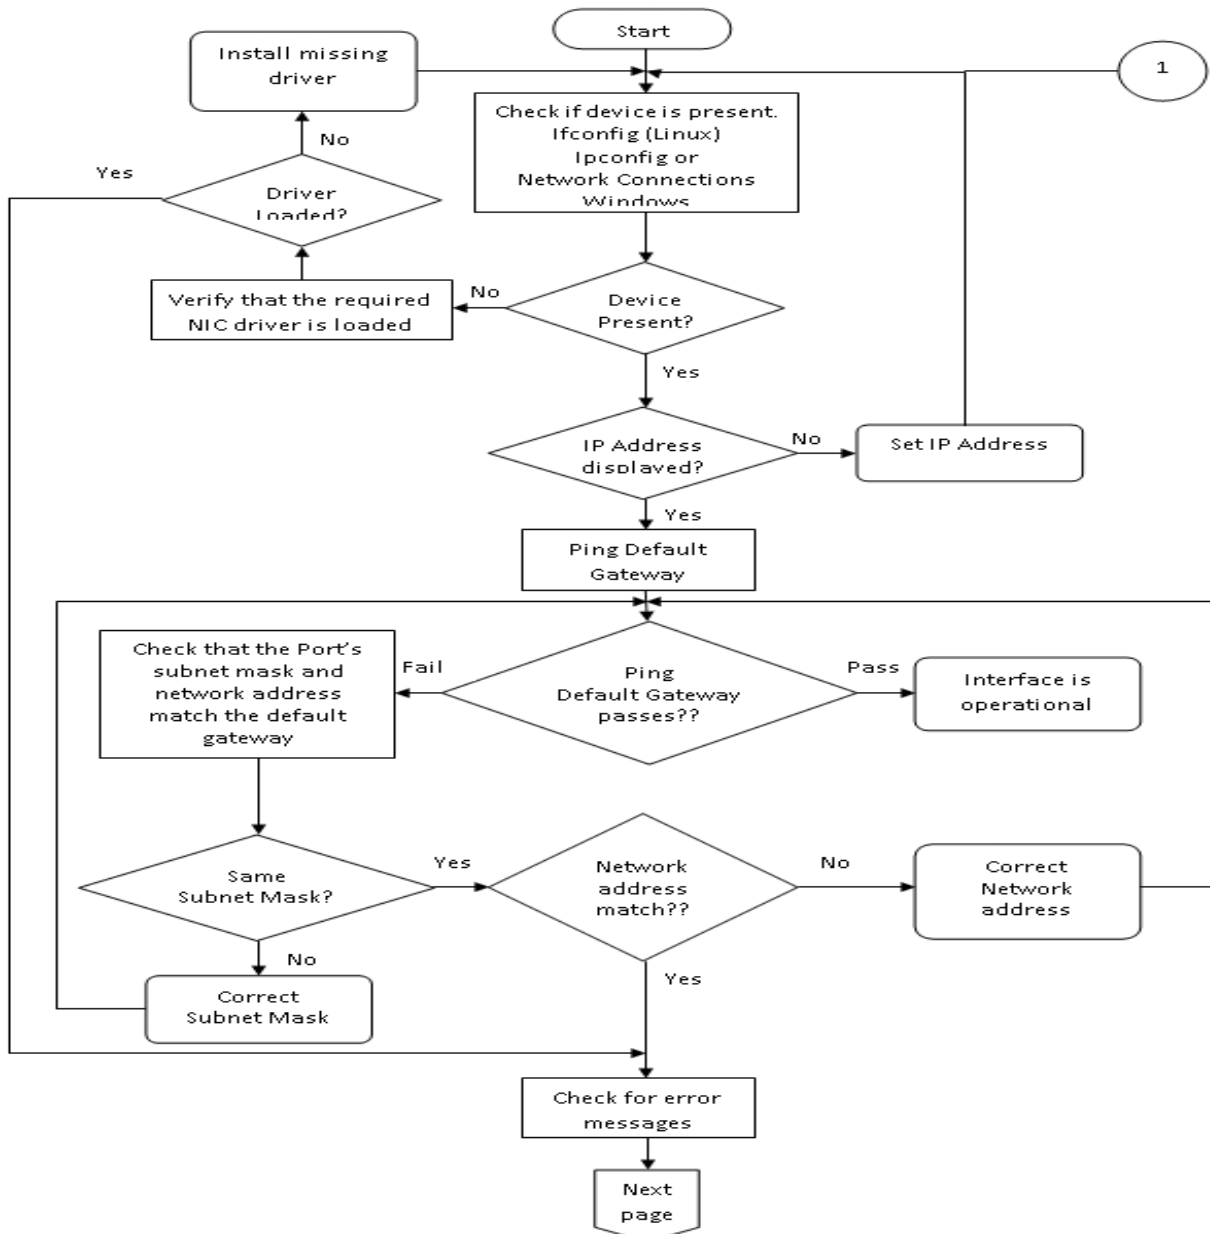 Start
1
Install missing
driver
Check if device is present.
Ifconfig (Linux)
Ipconfig or
Network Connections
Windows
No
Yes
Driver
Loaded?
Verify that the required
NIC driver is loaded
No
Device
Present?
Yes
IP Address
displayed?
No
Set IP Address
Yes
Ping Default
Gateway
Check that the Port’s
subnet mask and
network address
match the default
gateway
Fail
Ping
Default Gateway
passes??
Pass
Interface is
operational
Same
Subnet Mask?
Yes
Network
address
match??
No
Correct
Network
address
No
Yes
Correct
Subnet Mask
Check for error
messages
Next
page